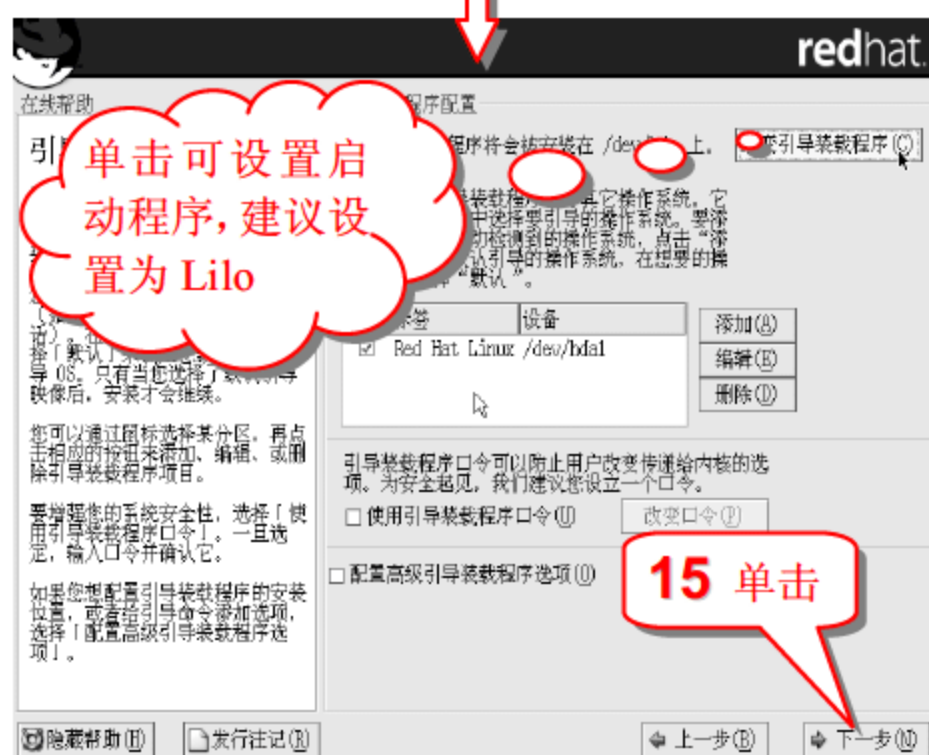 redhat.
在线帮助
程序配置
引
单击可设置启
动程序，建议设
置为 Lilo
程序将会被安装在 /dev 上。
变引导装载程序(C)
导装载程序 其它操作系统。它
中选择要引导的操作系统。要添
动检测到的操作系统，点击“添
认引导的操作系统，在想要的操
“默认”。
标签
设备
Red Hat Linux /dev/hda1
添加(A)
编辑(E)
删除(D)
择「默认」
导 OS。只有当您选择了默认引导
映像后，安装才会继续。
您可以通过鼠标选择某分区，再点
击相应的按钮来添加、编辑、或删
除引导装载程序项目。
要增强您的系统安全性，选择「使
用引导装载程序口令」。一旦选
定，输入口令并确认它。
如果您想配置引导装载程序的安装
位置，或者给引导命令添加选项，
选择「配置高级引导装载程序选
项」。
引导装载程序口令可以防止用户改变传递给内核的选
项。为安全起见，我们建议您设立一个口令。
使用引导装载程序口令(U)
改变口令(P)
配置高级引导装载程序选项(O)
15 单击
隐藏帮助(H)
发行注记(R)
上一步(B)
下一步(N)